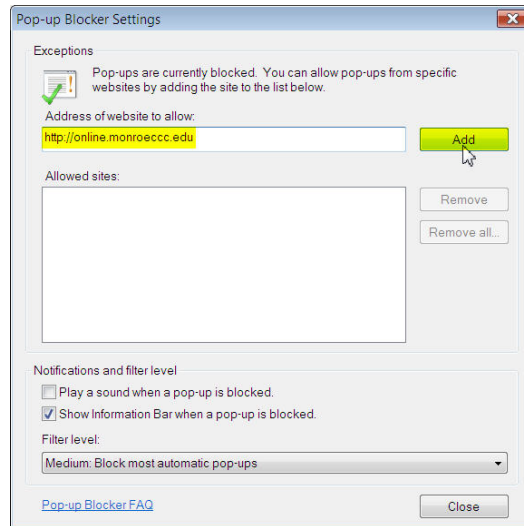 Pop-up Blocker Settings
Exceptions
Pop-ups are currently blocked. You can allow pop-ups from specific
websites by adding the site to the list below.
Address of website to allow:
http://online.monroeccc.edu
Add
Allowed sites:
Remove
Remove all...
Notifications and filter level
Play a sound when a pop-up is blocked.
Show Information Bar when a pop-up is blocked.
Filter level:
Medium: Block most automatic pop-ups
Pop-up Blocker FAQ
Close